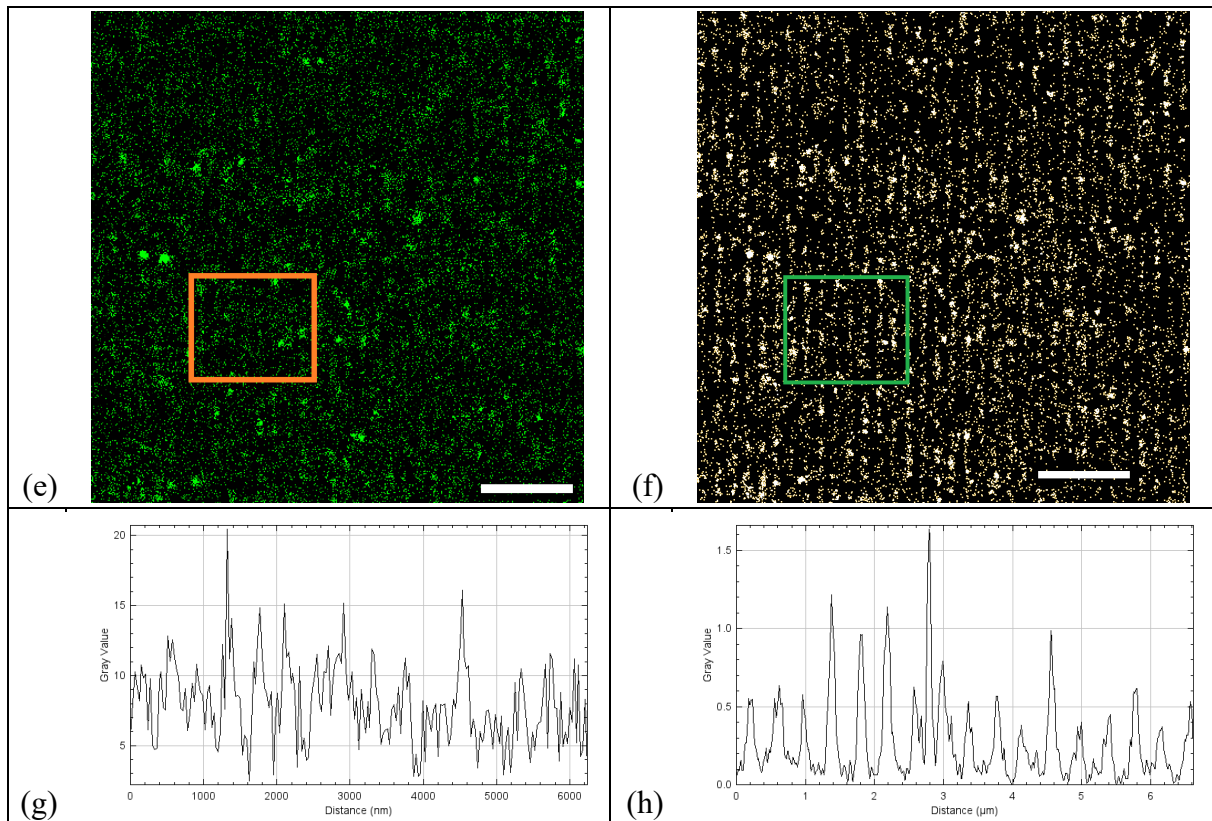 (e)
(f)
20
15
10
5
Gray Value
0 1000 2000 3000 4000 5000 6000
Distance (nm)
(g)
1.5
1.0
0.5
0.0
Gray Value
0 1 2 3 4 5 6
Distance (µm)
(h)